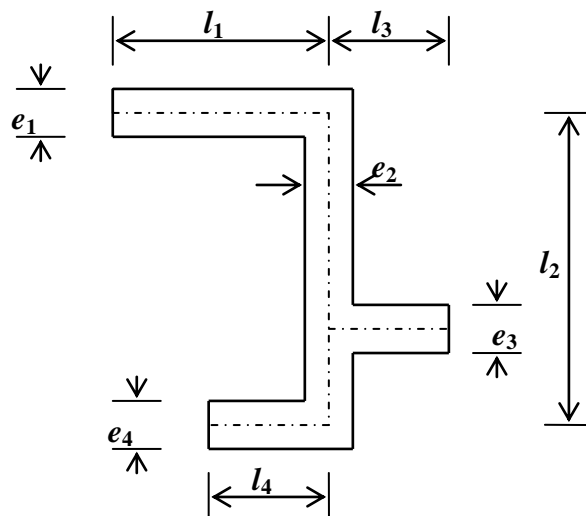 l₁
l₃
e₁
e₂
l₂
e₃
e₄
l₄